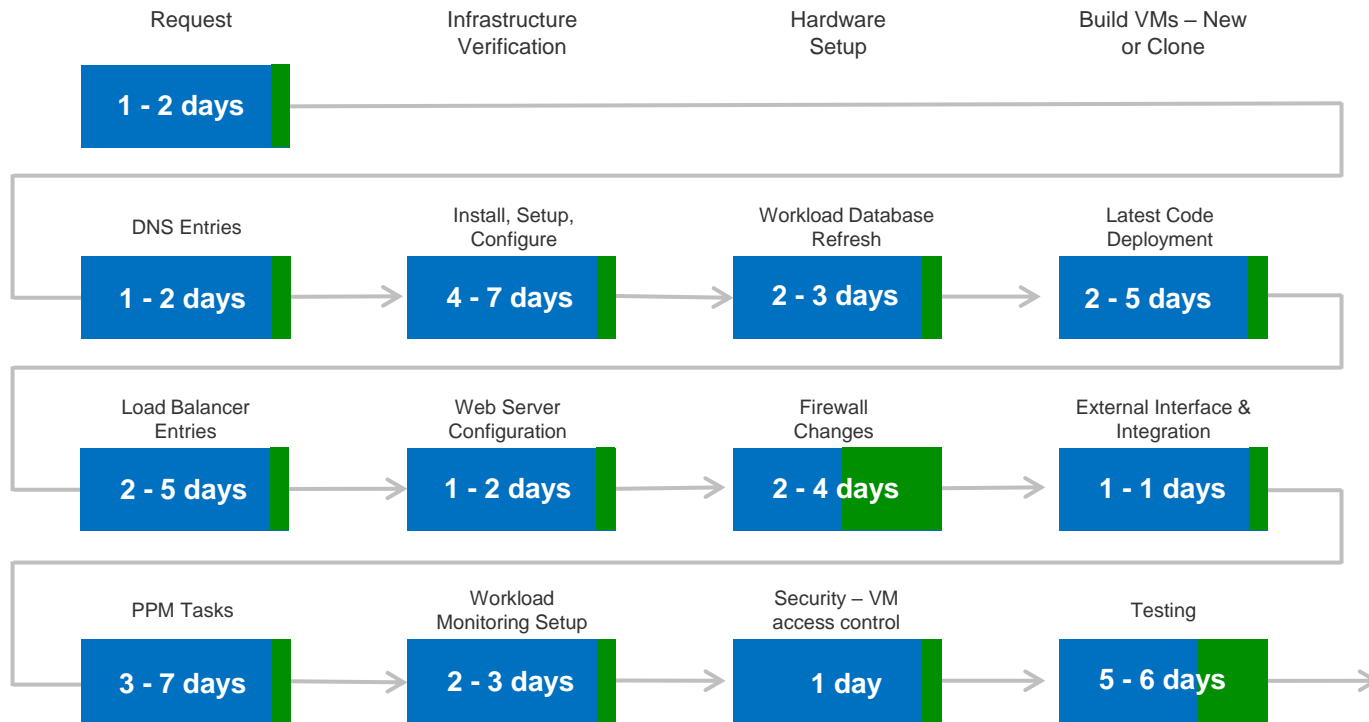 Request
Infrastructure
Verification
Hardware
Setup
Build VMs – New
or Clone
1 - 2 days
DNS Entries
Install, Setup,
Configure
Workload Database
Refresh
Latest Code
Deployment
1 - 2 days
4 - 7 days
2 - 3 days
2 - 5 days
Load Balancer
Entries
Web Server
Configuration
Firewall
Changes
External Interface &
Integration
2 - 5 days
1 - 2 days
2 - 4 days
1 - 1 days
PPM Tasks
Workload
Monitoring Setup
Security – VM
access control
Testing
3 - 7 days
2 - 3 days
1 day
5 - 6 days